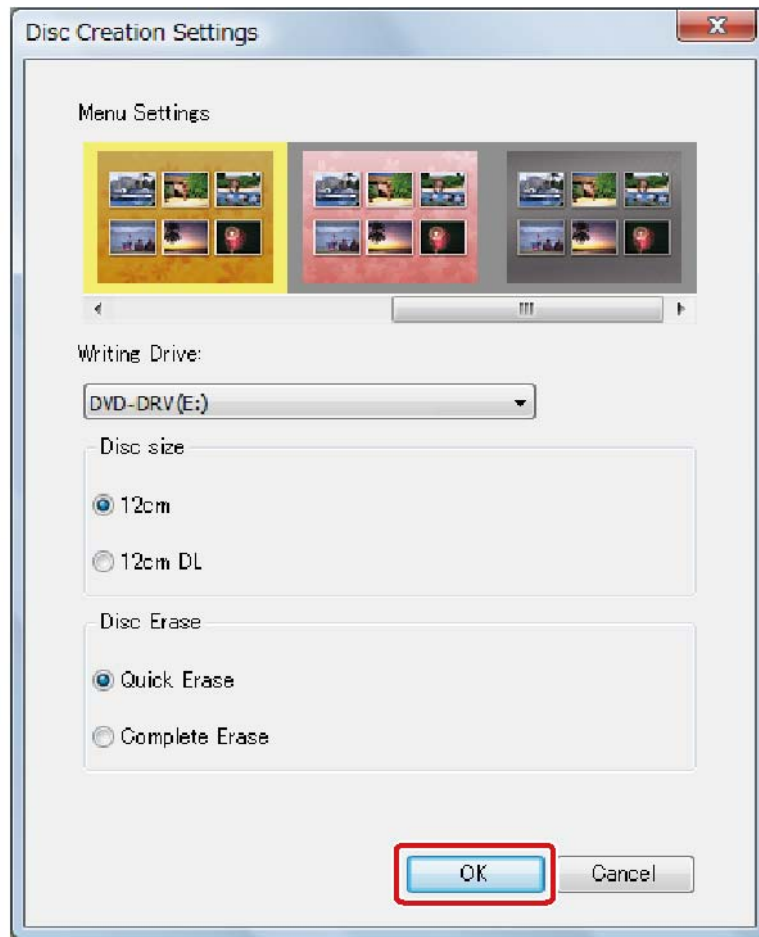 Disc Creation Settings
Menu Settings
Writing Drive:
DVD-DRV(E:)
Disc size
12cm
12cm DL
Disc Erase
Quick Erase
Complete Erase
OK Cancel